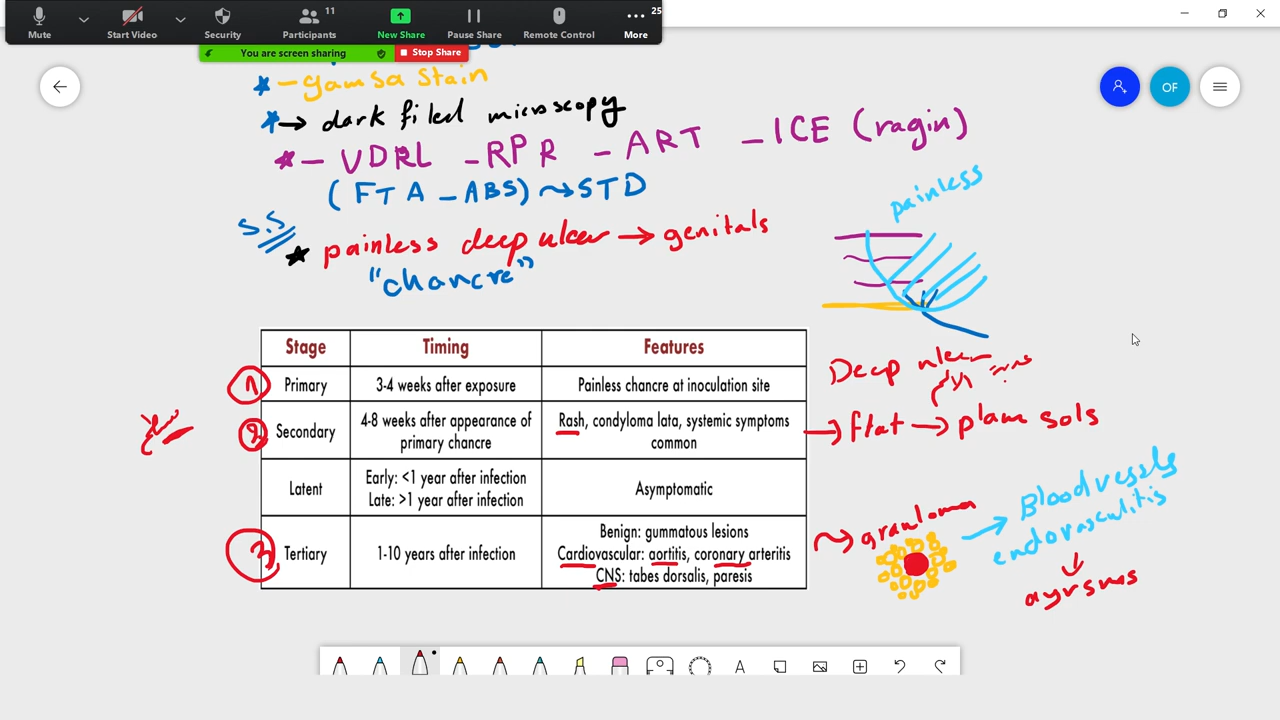 11
25
Mute
Start Video
Security
Participants
New Share
Pause Share
Remote Control
More
You are screen sharing
Stop Share
OF
- gamsa stain
→ dark filed microscopy
- VDRL - RPR - ART - ICE (ragin)
(FTA - ABS) → STD
S.S
painless deep ulcer → genitals
"chancre"
painless
Stage Timing Features
1 Primary 3-4 weeks after exposure Painless chancre at inoculation site
2 Secondary 4-8 weeks after appearance of primary chancre Rash, condyloma lata, systemic symptoms common
Latent Early: <1 year after infection Late: >1 year after infection Asymptomatic
3 Tertiary 1-10 years after infection Benign: gummatous lesions Cardiovascular: aortitis, coronary arteritis CNS: tabes dorsalis, paresis
Deep ulcer
→ flat → plam sols
granloma
→ Blood vessels
endovasculitis
A